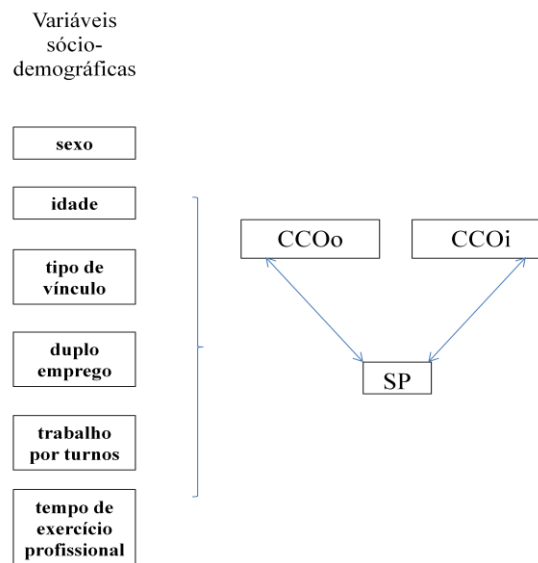 Variáveis
sócio-
demográficas
sexo
idade
tipo de
vínculo
duplo
emprego
trabalho
por turnos
tempo de
exercício
profissional
CCOo
CCOi
SP